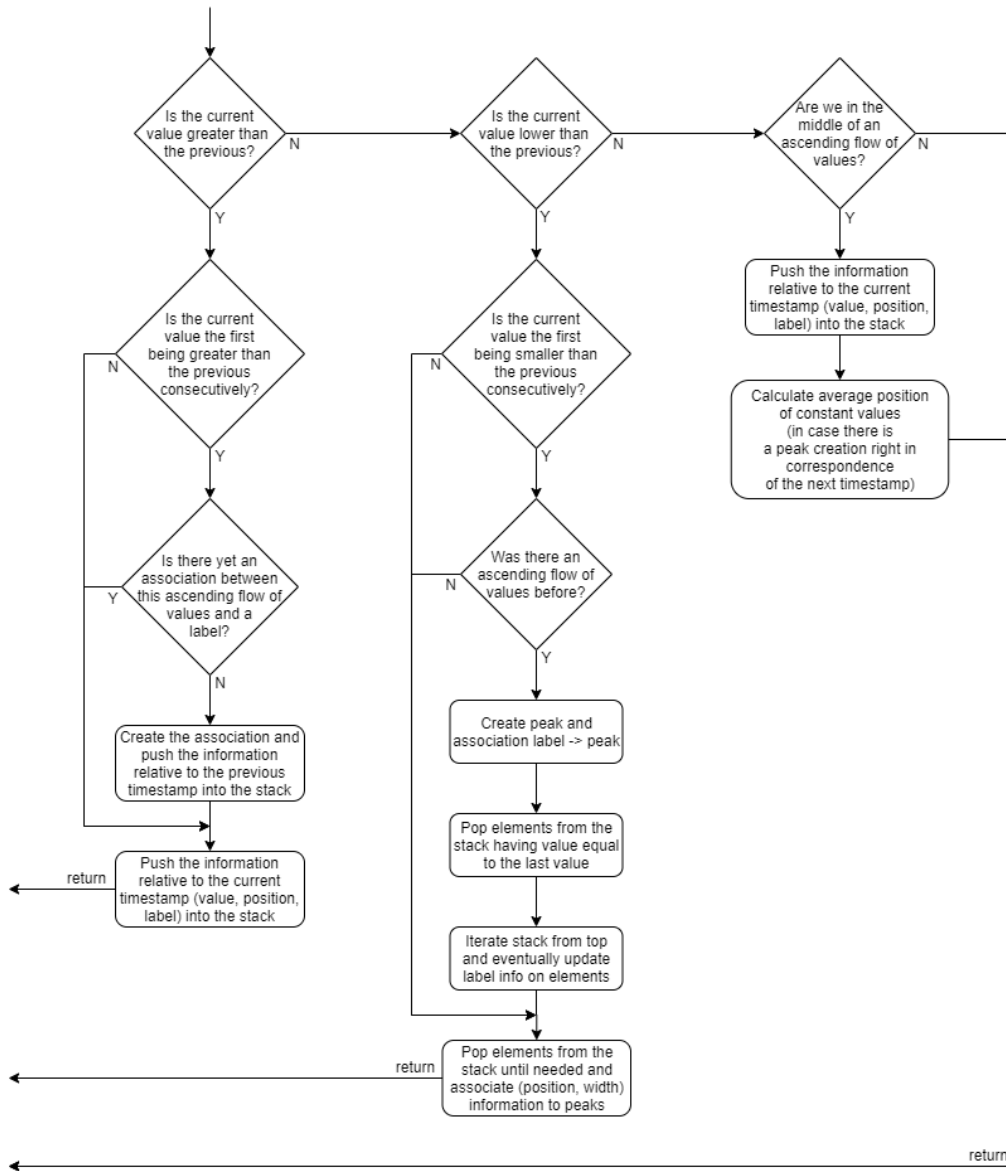 Is the current
value greater than
the previous?
N
Y
Is the current
value lower than
the previous?
N
Y
Are we in the
middle of an
ascending flow of
values?
N
Y
Is the current
value the first
being greater than
the previous
consecutively?
N
Y
Is the current
value the first
being smaller than
the previous
consecutively?
N
Y
Push the information
relative to the current
timestamp (value, position,
label) into the stack
Calculate average position
of constant values
(in case there is
a peak creation right in
correspondence
of the next timestamp)
Is there yet an
association between
this ascending flow of
values and a
label?
Y
N
Was there an
ascending flow of
values before?
N
Y
Create the association and
push the information
relative to the previous
timestamp into the stack
Push the information
relative to the current
timestamp (value, position,
label) into the stack
return
Create peak and
association label -> peak
Pop elements from the
stack having value equal
to the last value
Iterate stack from top
and eventually update
label info on elements
Pop elements from the
stack until needed and
associate (position, width)
information to peaks
return
return